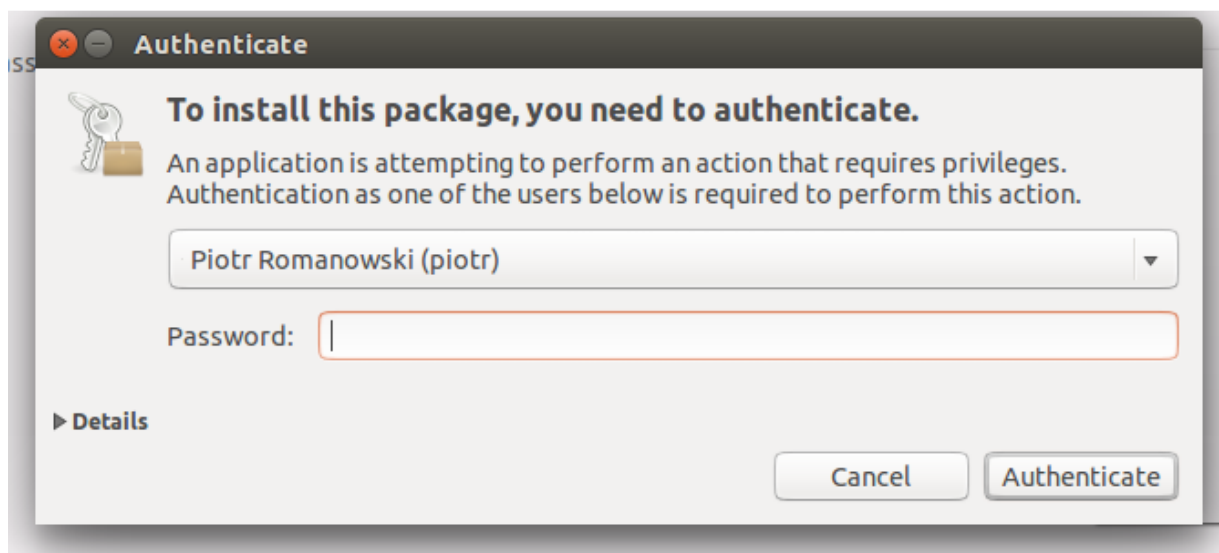 Authenticate
ss
To install this package, you need to authenticate.
An application is attempting to perform an action that requires privileges.
Authentication as one of the users below is required to perform this action.
Piotr Romanowski (piotr)
Password:
Details
Cancel Authenticate